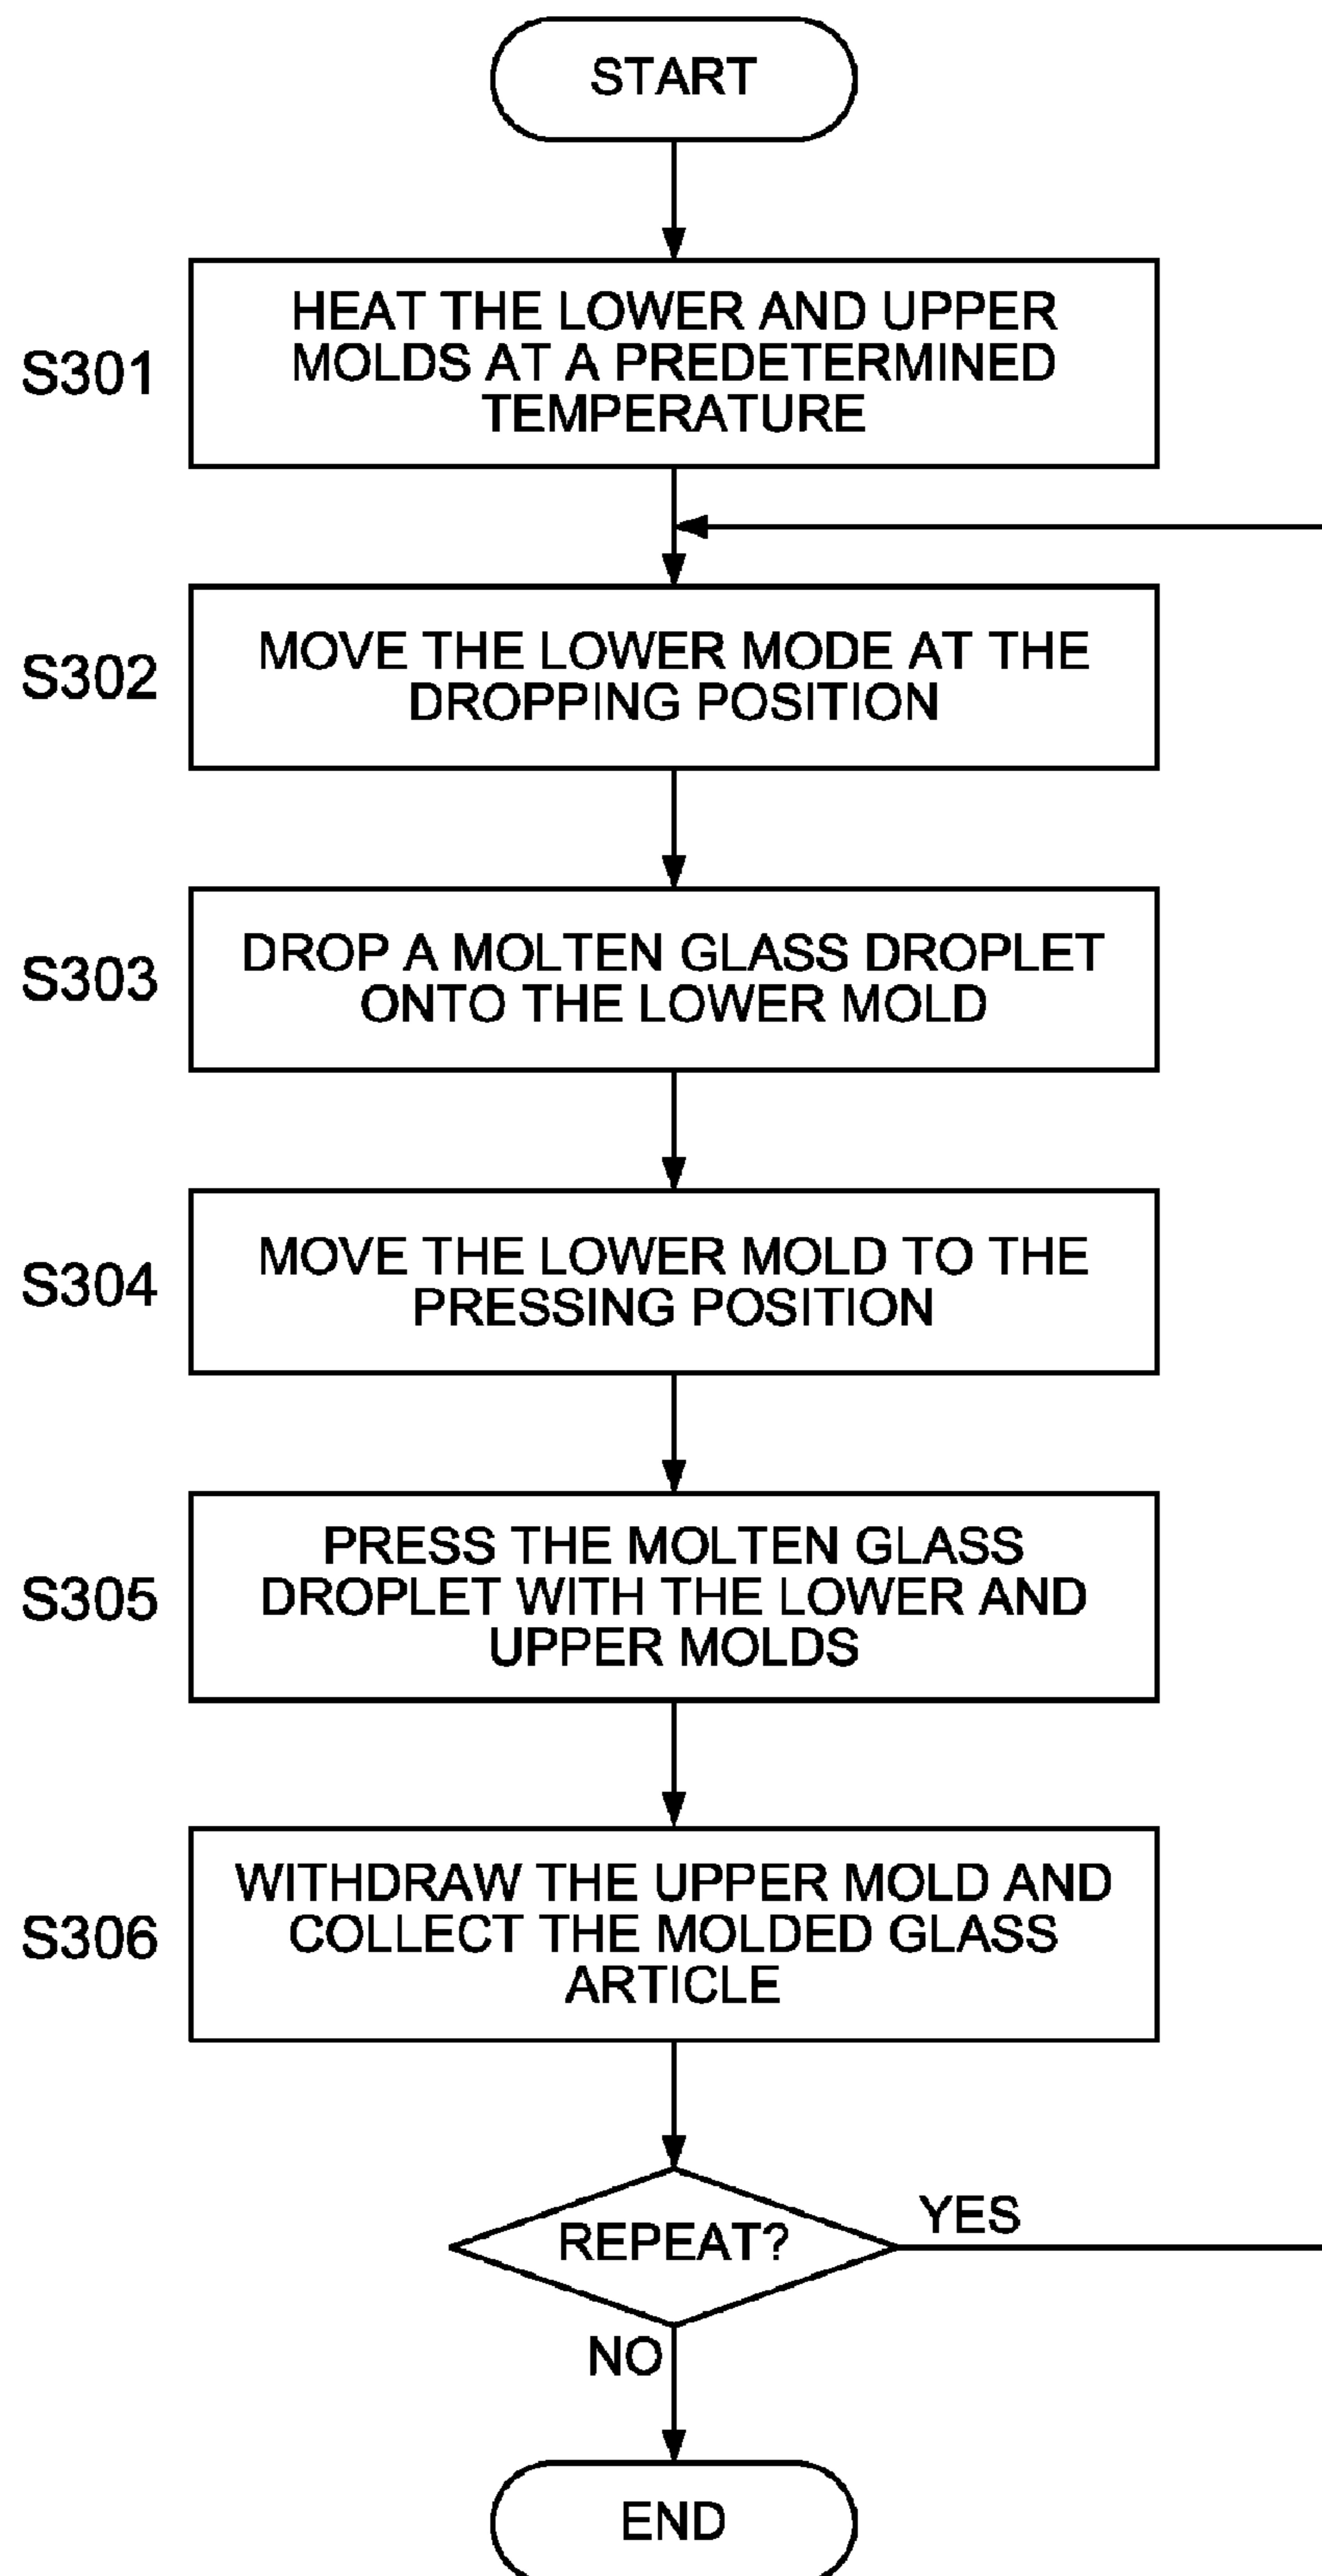 START
S301
HEAT THE LOWER AND UPPER
MOLDS AT A PREDETERMINED
TEMPERATURE
S302
MOVE THE LOWER MODE AT THE
DROPPING POSITION
S303
DROP A MOLTEN GLASS DROPLET
ONTO THE LOWER MOLD
S304
MOVE THE LOWER MOLD TO THE
PRESSING POSITION
S305
PRESS THE MOLTEN GLASS
DROPLET WITH THE LOWER AND
UPPER MOLDS
S306
WITHDRAW THE UPPER MOLD AND
COLLECT THE MOLDED GLASS
ARTICLE
REPEAT?
YES
NO
END